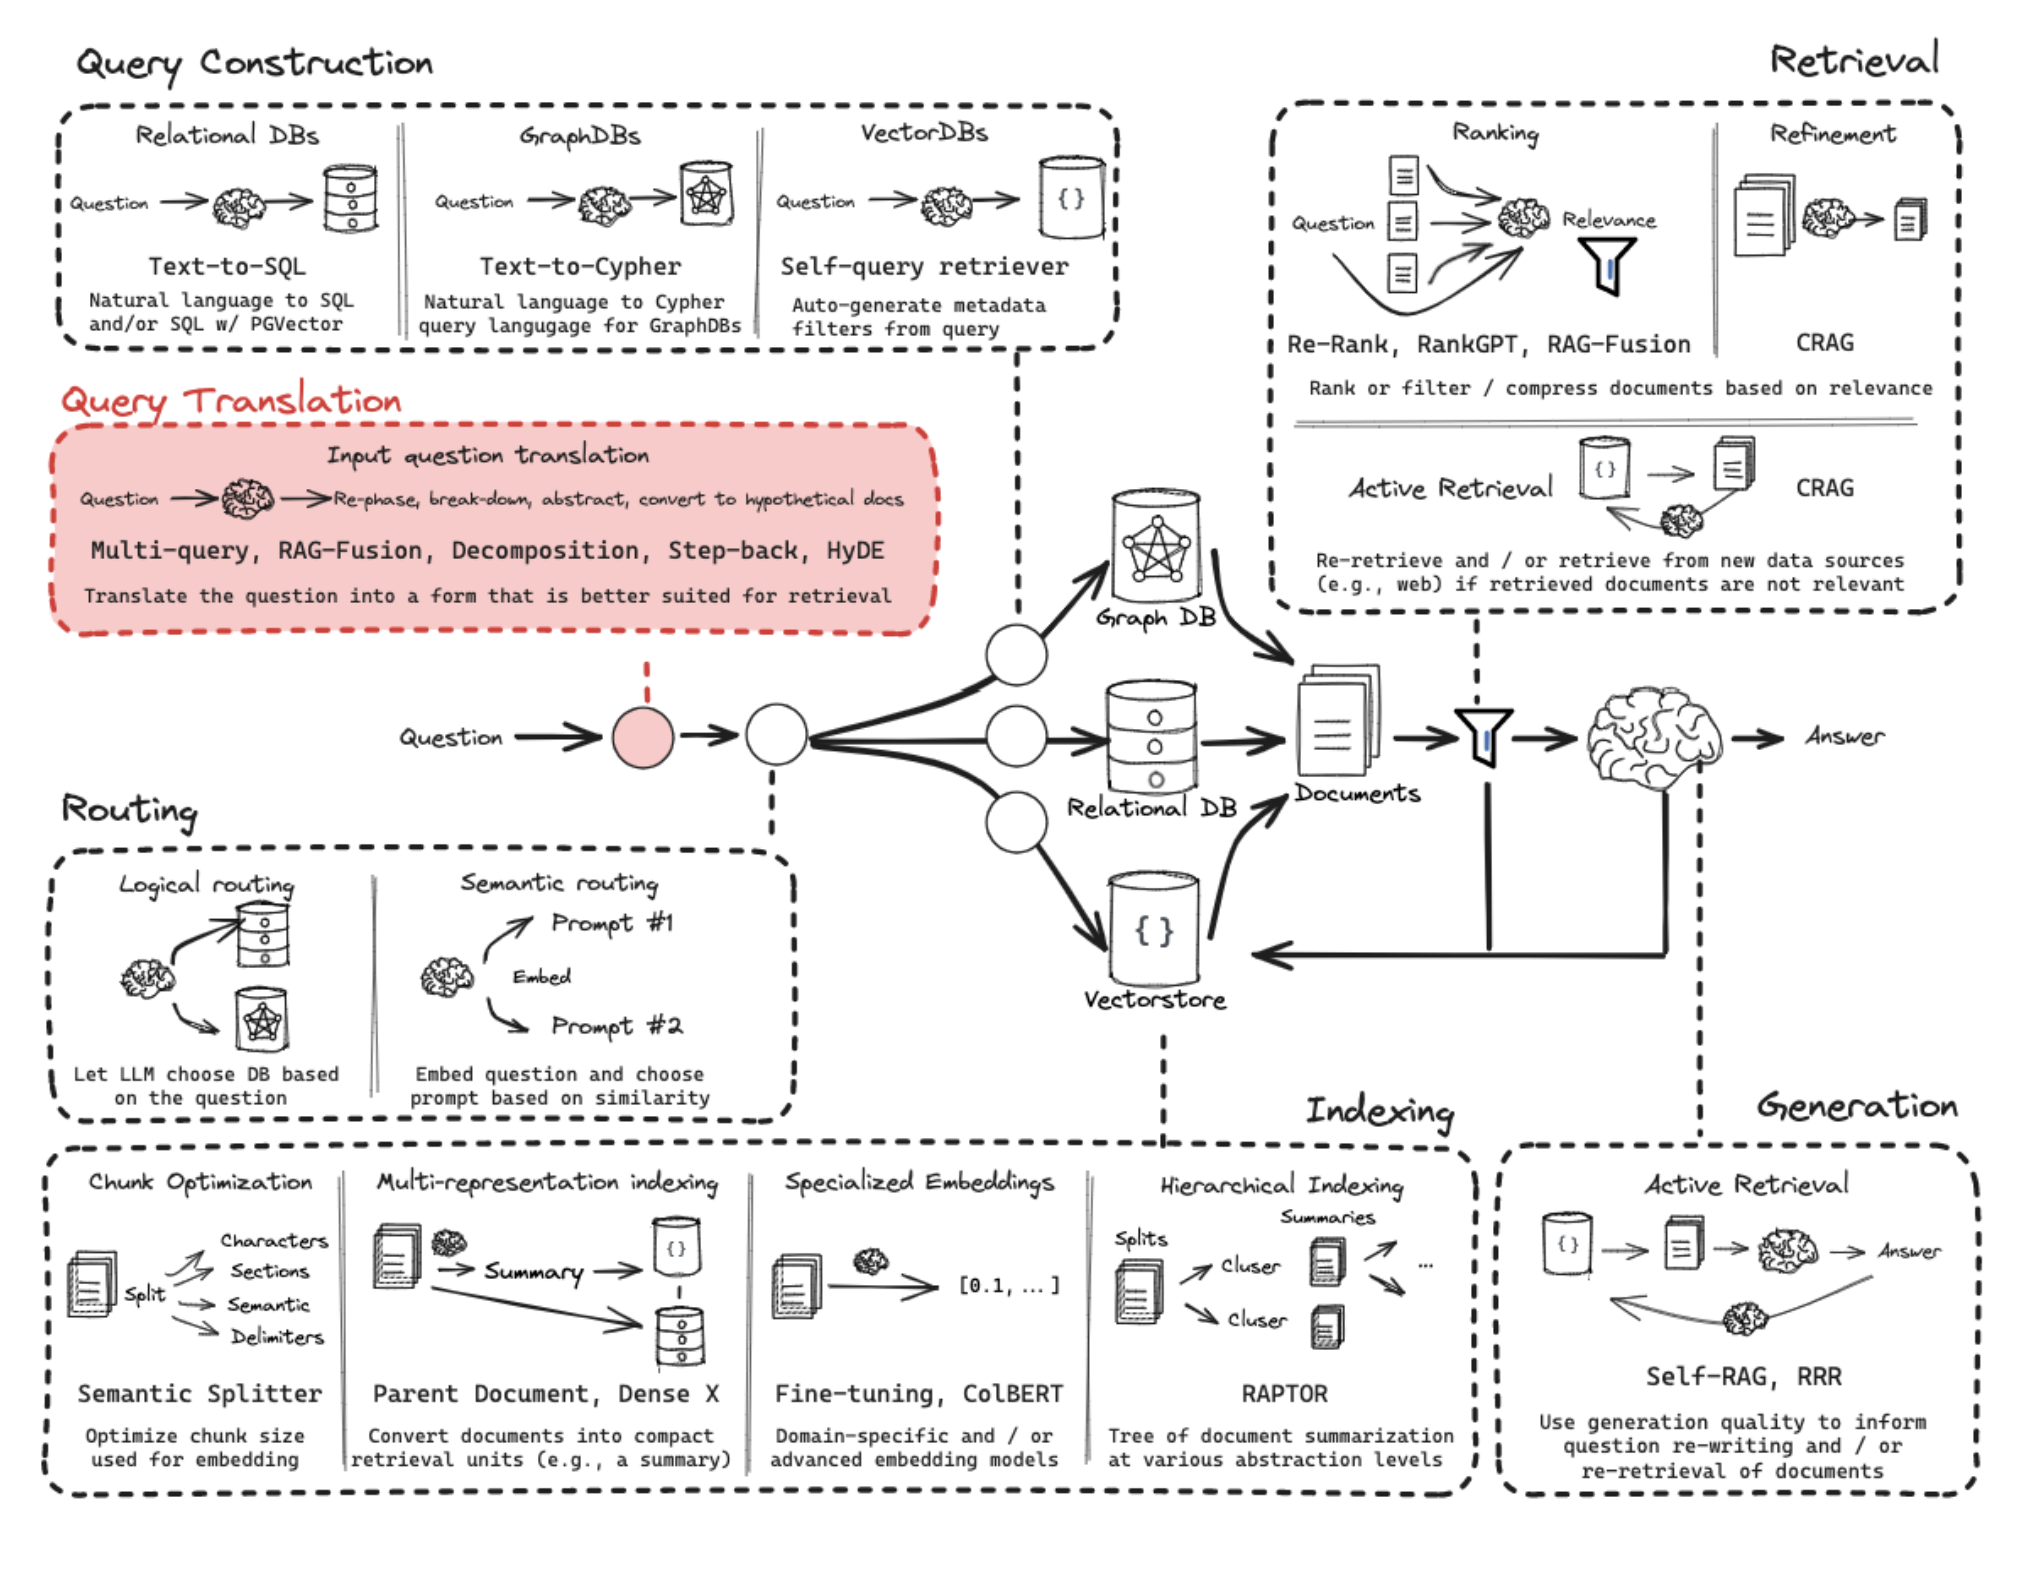 Query Construction
Relational DBs
Question
Text-to-SQL
Natural language to SQL
and/or SQL w/ PGVector
GraphDBs
Question
Text-to-Cypher
Natural language to Cypher
query langugage for GraphDBs
VectorDBs
Question
{}
Self-query retriever
Auto-generate metadata
filters from query
Retrieval
Ranking
Question
Relevance
Re-Rank, RankGPT, RAG-Fusion
Refinement
CRAG
Rank or filter / compress documents based on relevance
Active Retrieval
{}
CRAG
Re-retrieve and / or retrieve from new data sources
(e.g., web) if retrieved documents are not relevant
Query Translation
Input question translation
Question
Re-phase, break-down, abstract, convert to hypothetical docs
Multi-query, RAG-Fusion, Decomposition, Step-back, HyDE
Translate the question into a form that is better suited for retrieval
Question
Graph DB
Relational DB
{}
Vectorstore
Documents
Answer
Routing
Logical routing
Let LLM choose DB based
on the question
Semantic routing
Prompt #1
Embed
Prompt #2
Embed question and choose
prompt based on similarity
Indexing
Chunk Optimization
Split
Characters
Sections
Semantic
Delimiters
Semantic Splitter
Optimize chunk size
used for embedding
Multi-representation indexing
Summary
{}
Parent Document, Dense X
Convert documents into compact
retrieval units (e.g., a summary)
Specialized Embeddings
[0.1, ...]
Fine-tuning, ColBERT
Domain-specific and / or
advanced embedding models
Hierarchical Indexing
Summaries
Splits
Cluser
...
Cluser
RAPTOR
Tree of document summarization
at various abstraction levels
Generation
Active Retrieval
{}
Answer
Self-RAG, RRR
Use generation quality to inform
question re-writing and / or
re-retrieval of documents